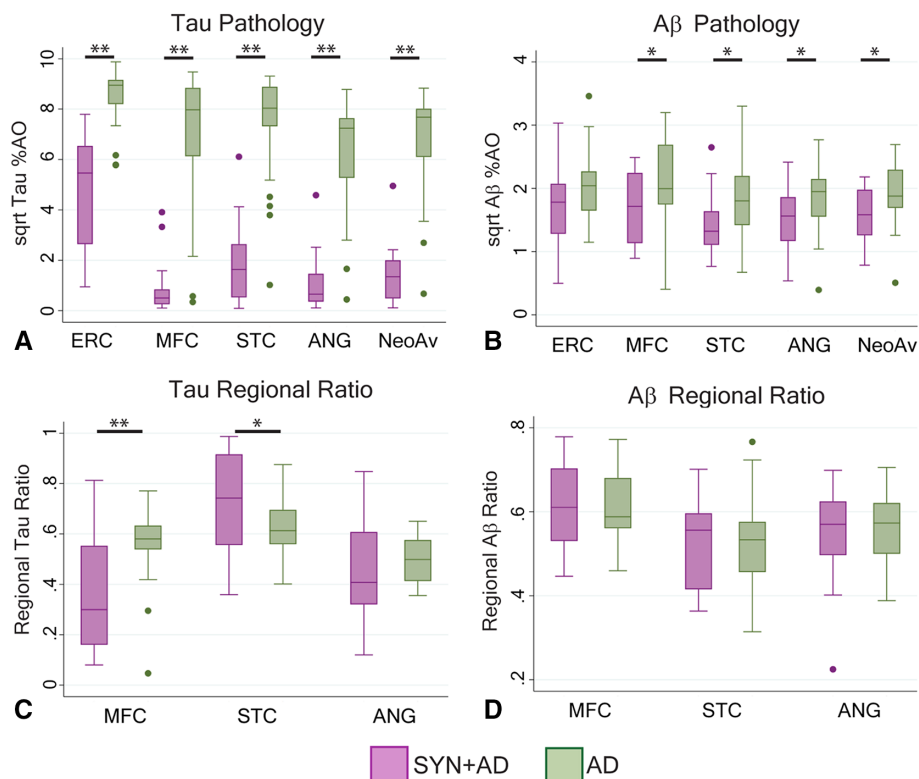 Tau Pathology
sqrt Tau %AO
10
8
6
4
2
0
** ** ** ** **
ERC MFC STC ANG NeoAv
A
Aβ Pathology
sqrt Aβ %AO
4
3
2
1
0
* * * *
ERC MFC STC ANG NeoAv
B
Tau Regional Ratio
Regional Tau Ratio
1
.8
.6
.4
.2
0
** *
MFC STC ANG
C
Aβ Regional Ratio
Regional Aβ Ratio
.8
.6
.4
.2
MFC STC ANG
D
SYN+AD AD